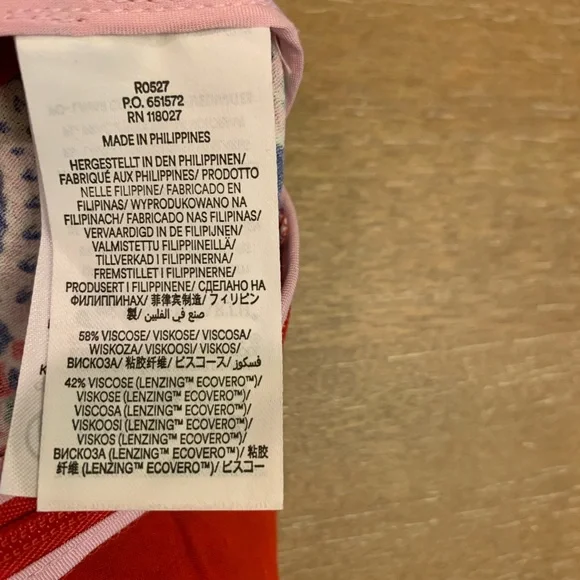 R0527
P.O. 651572
RN 118027
MADE IN PHILIPPINES
HERGESTELLT IN DEN PHILIPPINEN/
FABRIQUÉ AUX PHILIPPINES/ PRODOTTO
NELLE FILIPPINE/ FABRICADO EN
FILIPINAS/ WYPRODUKOWANO NA
FILIPINACH/ FABRICADO NAS FILIPINAS/
VERVAARDIGD IN DE FILIPIJNEN/
VALMISTETTU FILIPPIINEILLÄ/
TILLVERKAD I FILIPPINERNA/
FREMSTILLET I FILIPPINERNE/
PRODUSERT I FILIPPINENE/ СДЕЛАНО НА
ФИЛИППИНАХ/ 菲律宾制造/ フィリピン
製/ صنع في الفلبين
58% VISCOSE/ VISKOSE/ VISCOSA/
WISKOZA/ VISKOOSI/ VISKOS/
ВИСКОЗА/ 粘胶纤维/ ビスコース/ فسكوز
42% VISCOSE (LENZING™ ECOVERO™)/
VISKOSE (LENZING™ ECOVERO™)/
VISCOSA (LENZING™ ECOVERO™)/
VISKOOSI (LENZING™ ECOVERO™)/
VISKOS (LENZING™ ECOVERO™)/
ВИСКОЗА (LENZING™ ECOVERO™)/ 粘胶
纤维 (LENZING™ ECOVERO™)/ ビスコー